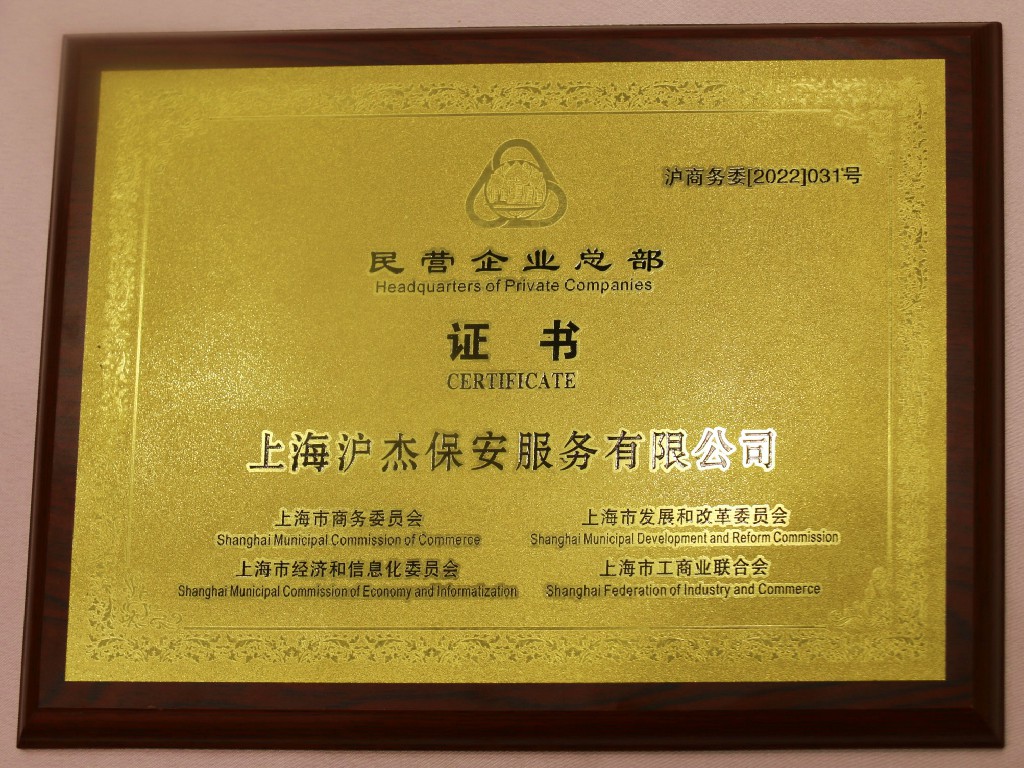 沪商务委[2022]031号
民营企业总部
Headquarters of Private Companies
证 书
CERTIFICATE
上海沪杰保安服务有限公司
上海市商务委员会
Shanghai Municipal Commission of Commerce
上海市发展和改革委员会
Shanghai Municipal Development and Reform Commission
上海市经济和信息化委员会
Shanghai Municipal Commission of Economy and Informatization
上海市工商业联合会
Shanghai Federation of Industry and Commerce